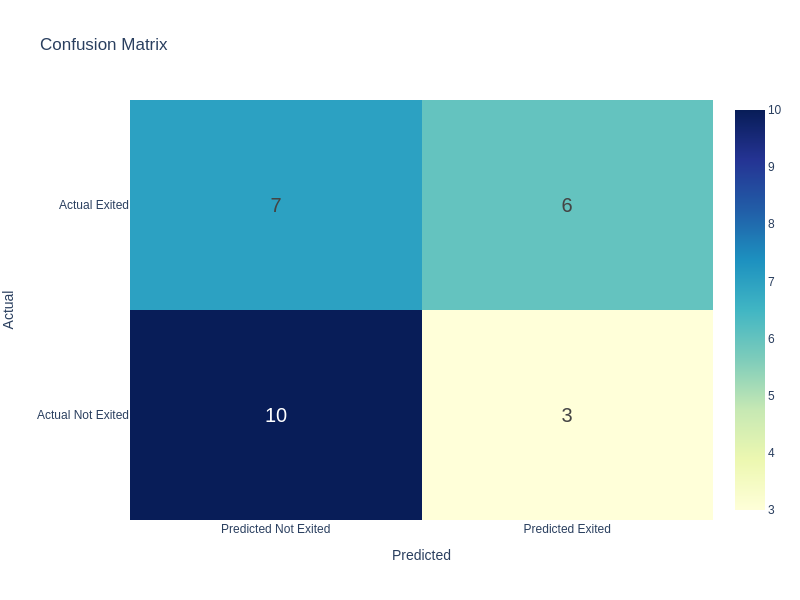 Confusion Matrix
10
9
8
7
6
5
4
3
Actual Exited
7
6
Actual
Actual Not Exited
10
3
Predicted Not Exited
Predicted Exited
Predicted